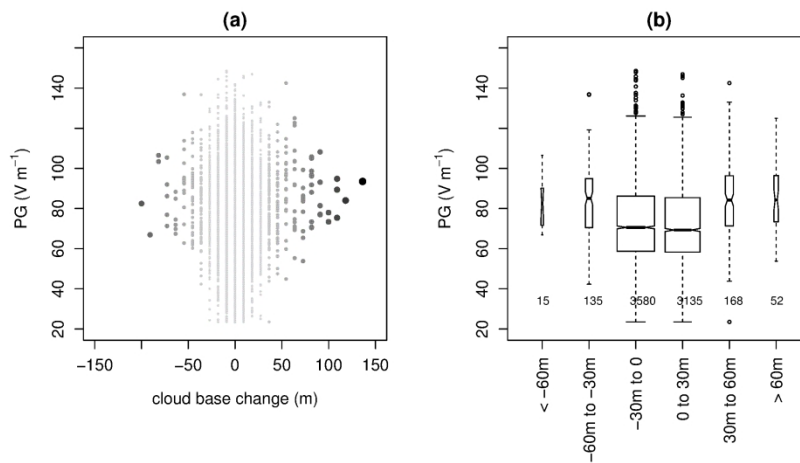 (a)
PG (V m⁻¹)
140
100
80
60
40
20
−150
−50
0
50
100
150
cloud base change (m)
(b)
PG (V m⁻¹)
140
100
80
60
40
20
15
135
3580
3135
168
52
< −60m
−60m to −30m
−30m to 0
0 to 30m
30m to 60m
> 60m